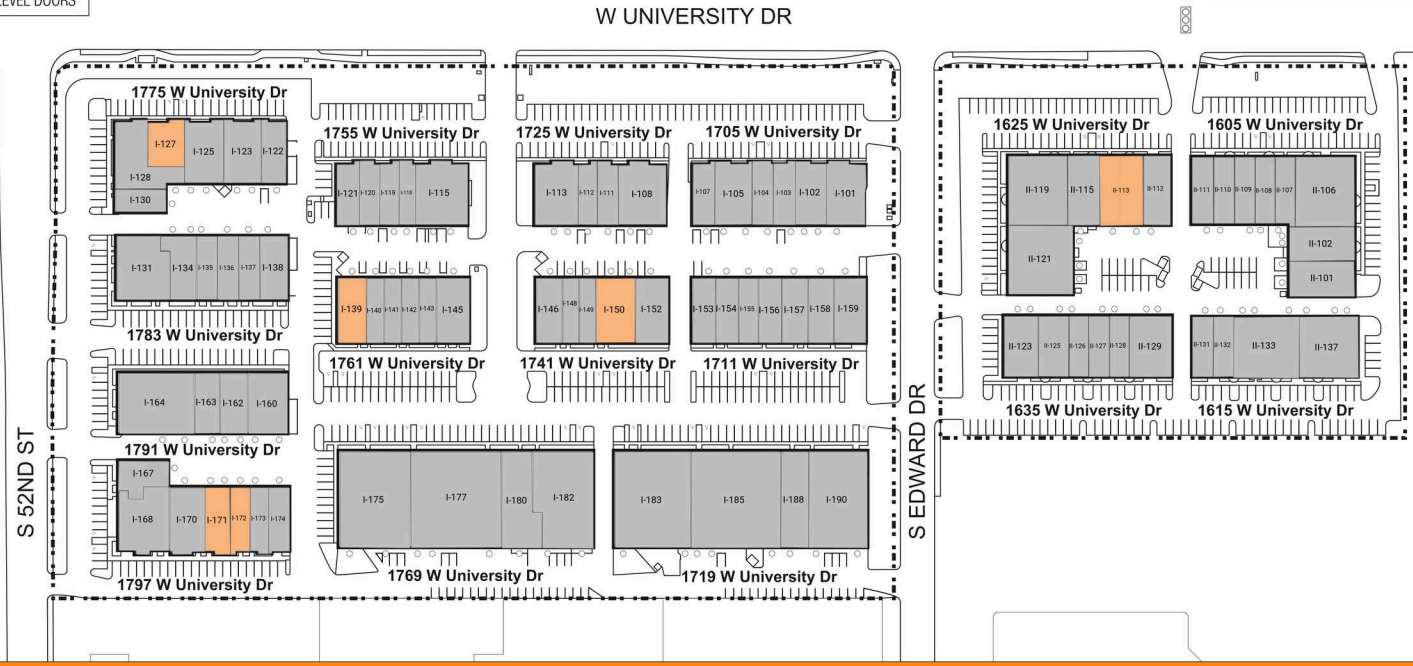 LEVEL DOORS
W UNIVERSITY DR
1775 W University Dr
I-127
I-125
I-123
I-122
I-128
I-130
1755 W University Dr
I-121
I-120
I-119
I-118
I-115
1725 W University Dr
I-113
I-112
I-111
I-108
1705 W University Dr
I-107
I-105
I-104
I-103
I-102
I-101
1625 W University Dr
II-119
II-115
II-113
II-112
II-121
1605 W University Dr
II-111
II-110
II-109
II-108
II-107
II-106
II-102
II-101
I-131
I-134
I-135
I-136
I-137
I-138
1783 W University Dr
I-139
I-140
I-141
I-142
I-143
I-145
1761 W University Dr
I-146
I-148
I-149
I-150
I-152
1741 W University Dr
I-153
I-154
I-155
I-156
I-157
I-158
I-159
1711 W University Dr
II-123
II-125
II-126
II-127
II-128
II-129
1635 W University Dr
II-131
II-132
II-133
II-137
1615 W University Dr
I-164
I-163
I-162
I-160
1791 W University Dr
I-167
I-168
I-170
I-171
I-172
I-173
I-174
1797 W University Dr
I-175
I-177
I-180
I-182
1769 W University Dr
I-183
I-185
I-188
I-190
1719 W University Dr
S 52ND ST
S EDWARD DR